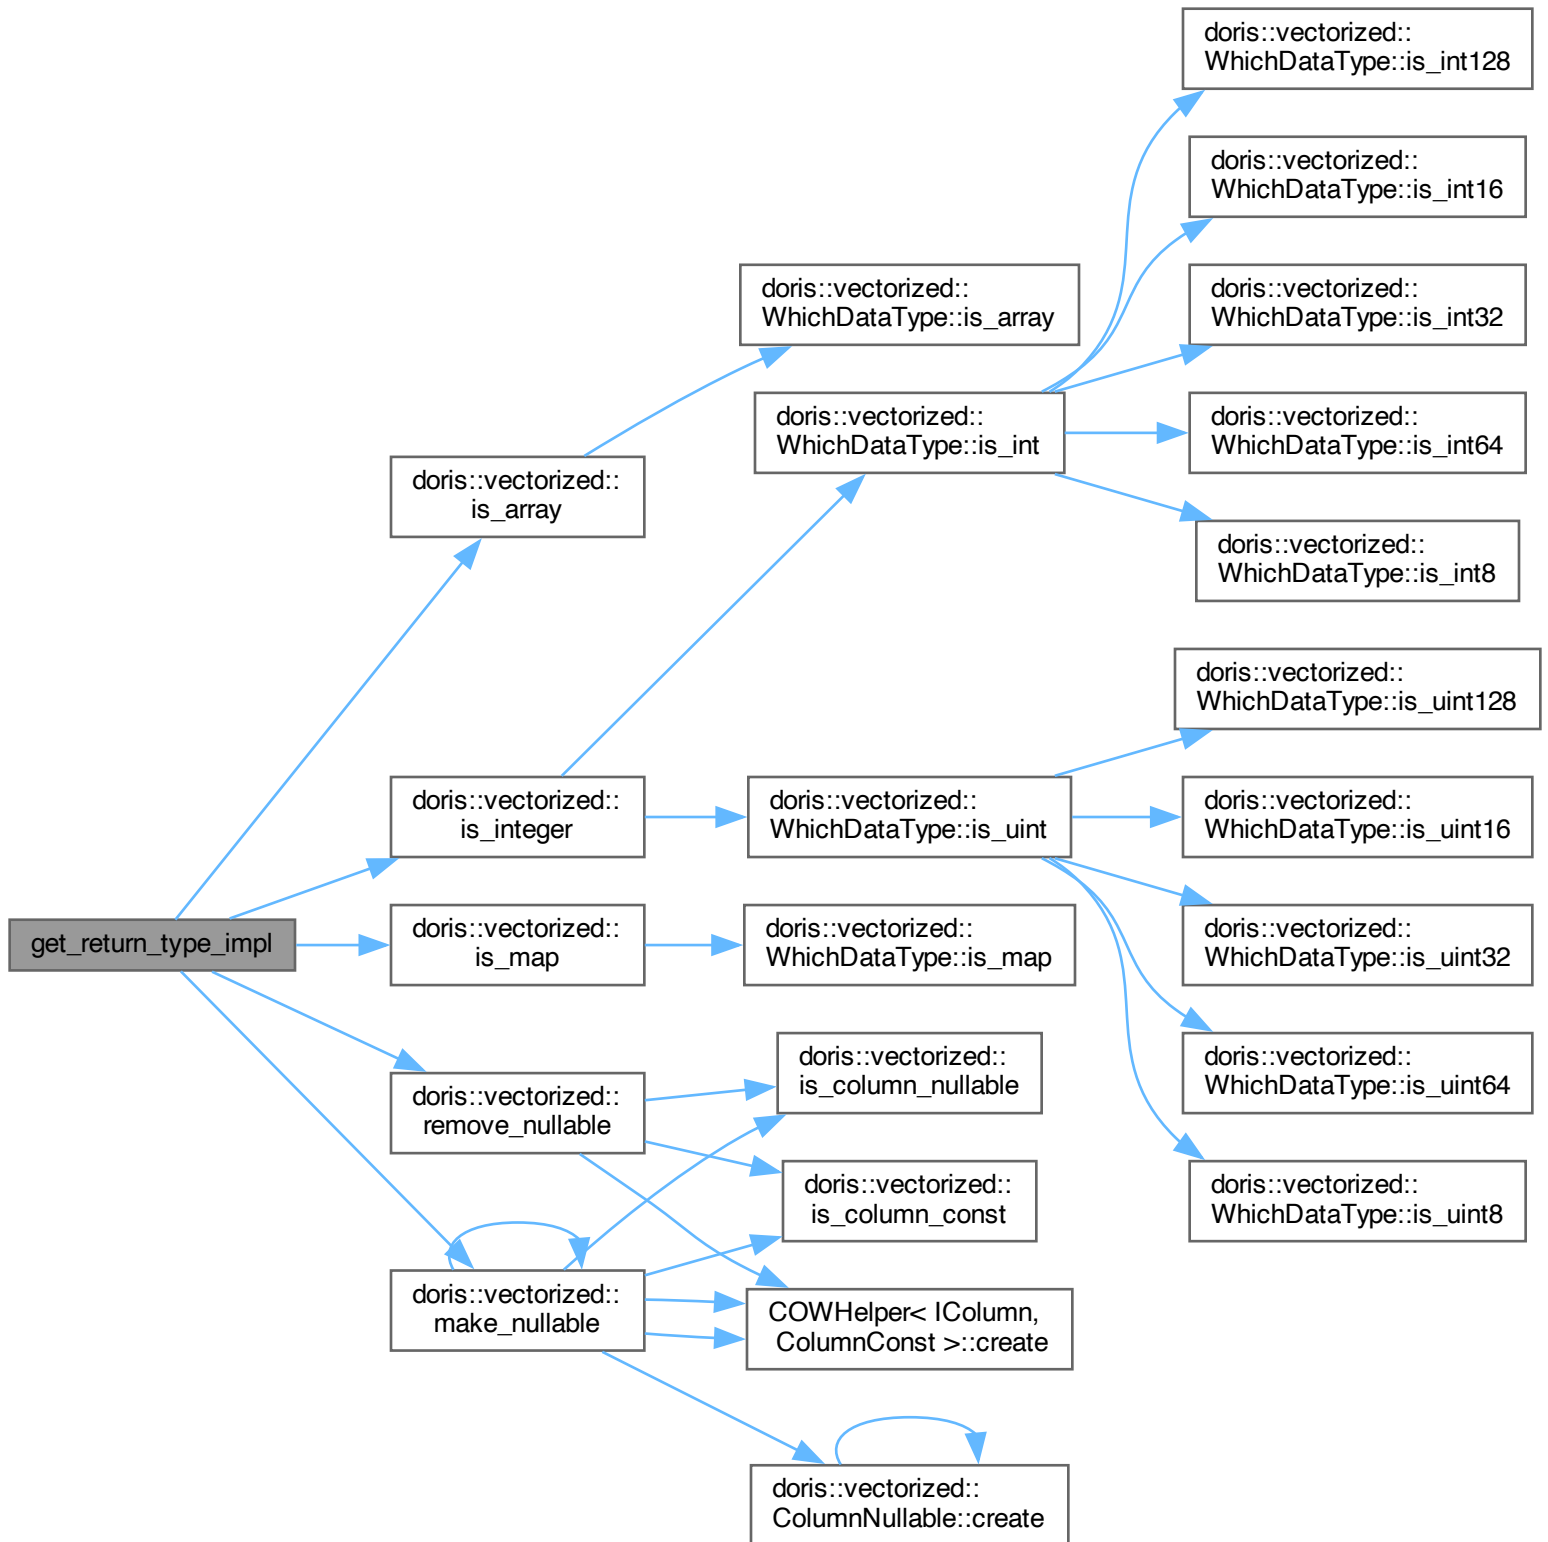 doris::vectorized::
WhichDataType::is_int128
doris::vectorized::
WhichDataType::is_int16
doris::vectorized::
WhichDataType::is_array
doris::vectorized::
WhichDataType::is_int32
doris::vectorized::
WhichDataType::is_int
doris::vectorized::
WhichDataType::is_int64
doris::vectorized::
is_array
doris::vectorized::
WhichDataType::is_int8
doris::vectorized::
WhichDataType::is_uint128
doris::vectorized::
is_integer
doris::vectorized::
WhichDataType::is_uint
doris::vectorized::
WhichDataType::is_uint16
get_return_type_impl
doris::vectorized::
is_map
doris::vectorized::
WhichDataType::is_map
doris::vectorized::
WhichDataType::is_uint32
doris::vectorized::
is_column_nullable
doris::vectorized::
WhichDataType::is_uint64
doris::vectorized::
remove_nullable
doris::vectorized::
is_column_const
doris::vectorized::
WhichDataType::is_uint8
doris::vectorized::
make_nullable
COWHelper< IColumn,
ColumnConst >::create
doris::vectorized::
ColumnNullable::create